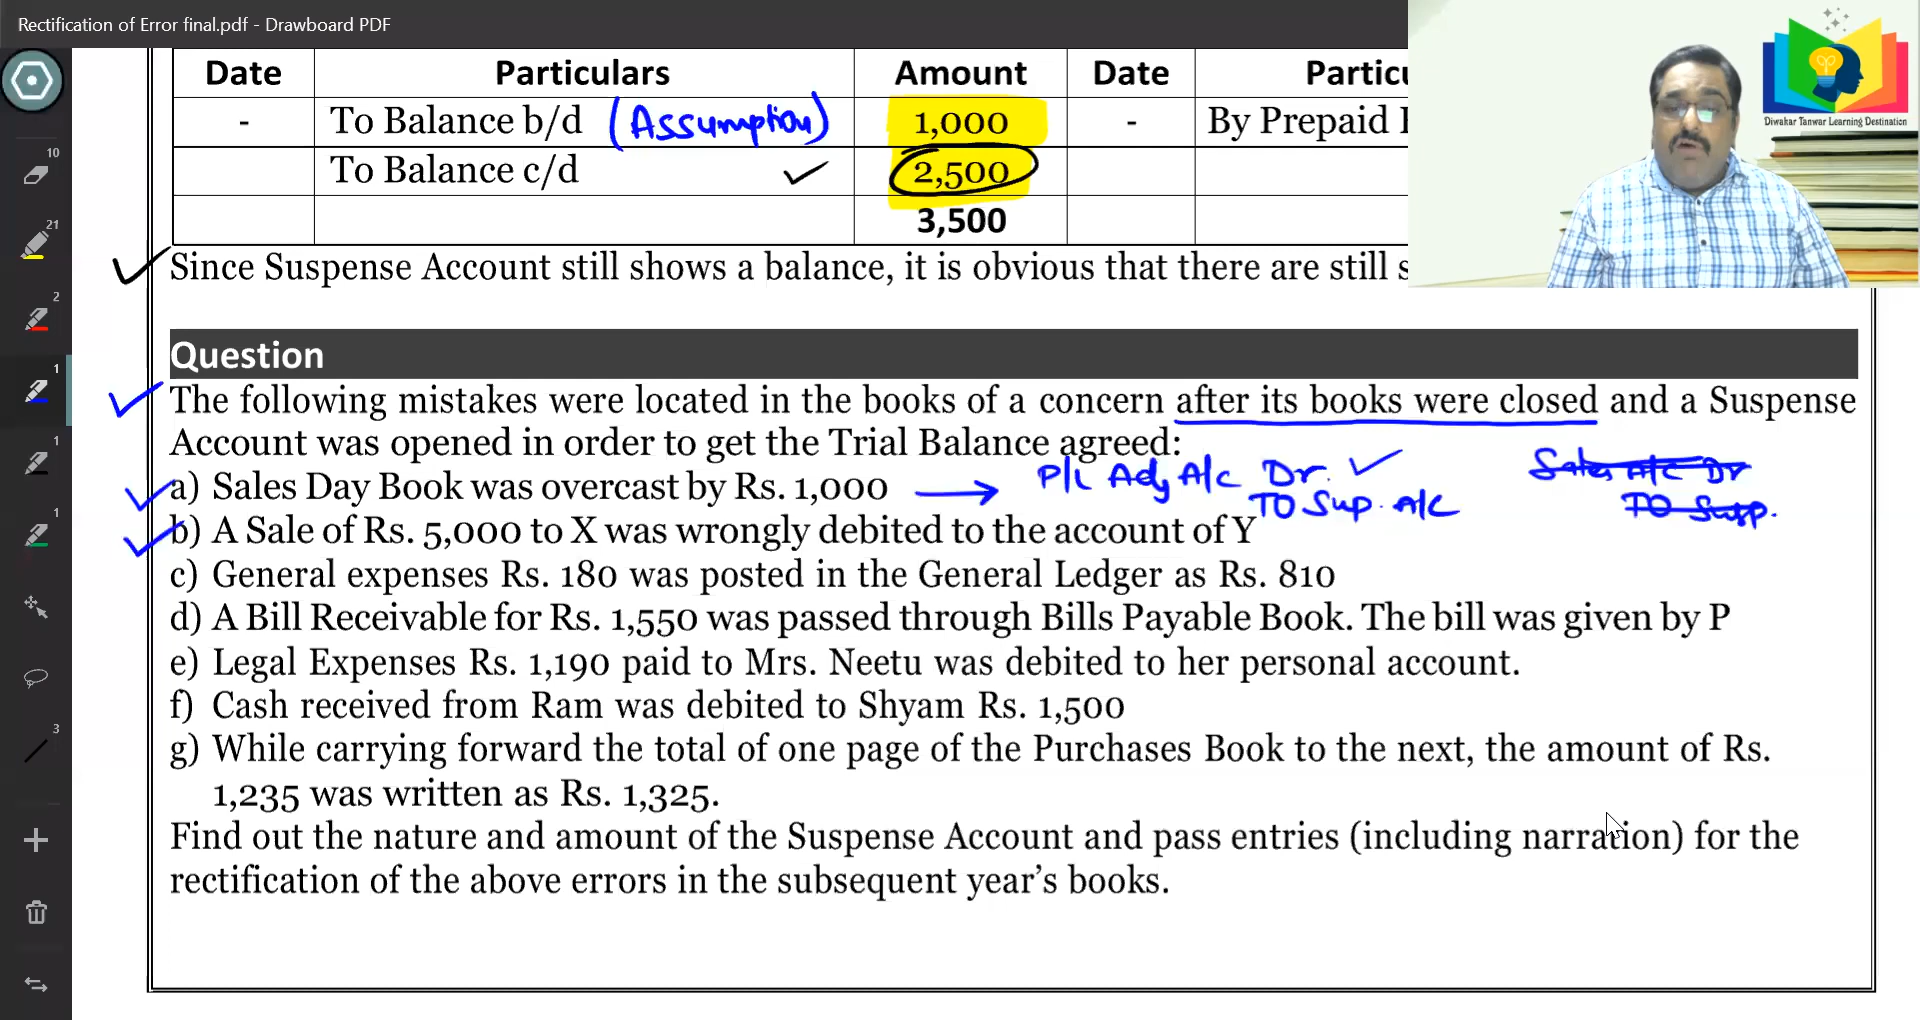 Rectification of Error final.pdf - Drawboard PDF
Date Particulars Amount Date
- To Balance b/d (Assumption) 1,000 - By Prepaid
To Balance c/d 2,500
3,500
Diwakar Tanwar Learning Destination
Since Suspense Account still shows a balance, it is obvious that there are still
Question
The following mistakes were located in the books of a concern after its books were closed and a Suspense
Account was opened in order to get the Trial Balance agreed:
a) Sales Day Book was overcast by Rs. 1,000
P/L Adj A/c Dr.
TO Sup. A/c
Sales A/c Dr
TO Susp.
b) A Sale of Rs. 5,000 to X was wrongly debited to the account of Y
c) General expenses Rs. 180 was posted in the General Ledger as Rs. 810
d) A Bill Receivable for Rs. 1,550 was passed through Bills Payable Book. The bill was given by P
e) Legal Expenses Rs. 1,190 paid to Mrs. Neetu was debited to her personal account.
f) Cash received from Ram was debited to Shyam Rs. 1,500
g) While carrying forward the total of one page of the Purchases Book to the next, the amount of Rs.
1,235 was written as Rs. 1,325.
Find out the nature and amount of the Suspense Account and pass entries (including narration) for the
rectification of the above errors in the subsequent year's books.
10
21
2
1
1
1
3